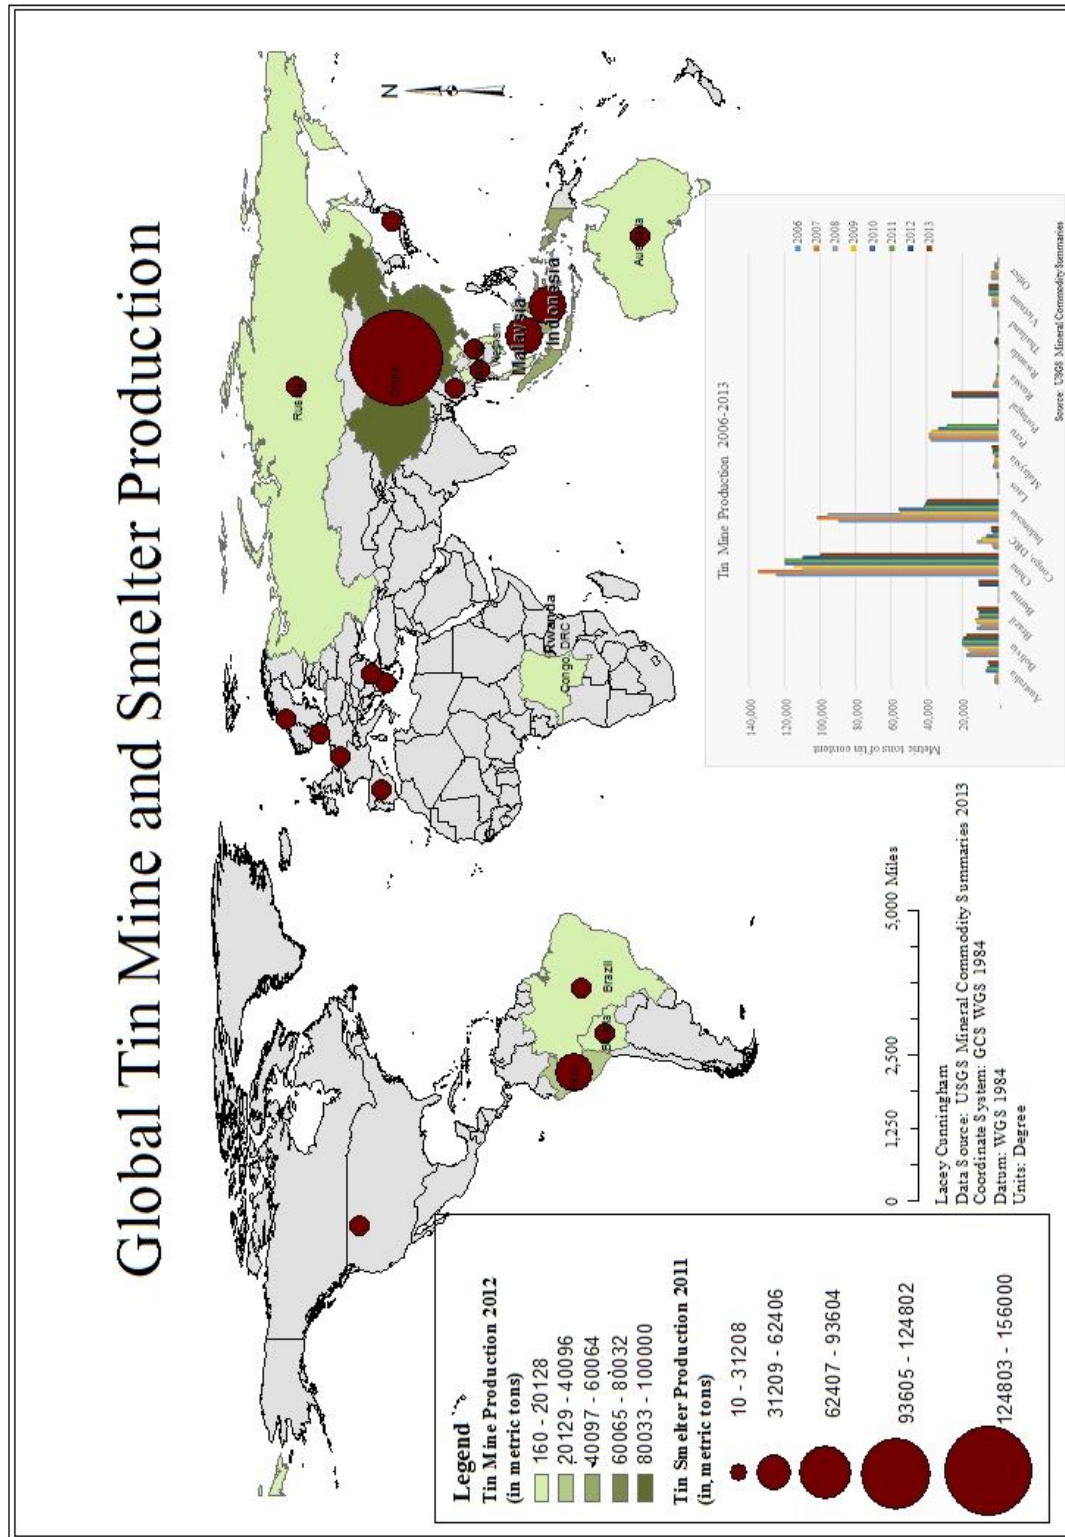 Global Tin Mine and Smelter Production
N
Russia
China
Malaysia
Indonesia
Australia
Rwanda
Congo, DRC
Brazil
Legend
Tin Mine Production 2012
(in metric tons)
160 - 20128
20129 - 40096
40097 - 60064
60065 - 80032
80033 - 100000
Tin Smelter Production 2011
(in metric tons)
10 - 31208
31209 - 62406
62407 - 93604
93605 - 124802
124803 - 156000
0 1,250 2,500 5,000 Miles
Lacey Cunningham
Data Source: USGS Mineral Commodity Summaries 2013
Coordinate System: GCS WGS 1984
Datum: WGS 1984
Units: Degree
Tin Mine Production 2006-2013
Metric tons of tin content
140,000
120,000
100,000
80,000
60,000
40,000
20,000
-
Australia
Bolivia
Brazil
Burma
China
Congo, DRC
Indonesia
Laos
Malaysia
Peru
Portugal
Russia
Rwanda
Thailand
Vietnam
Other
2006
2007
2008
2009
2010
2011
2012
2013
Source: USGS Mineral Commodity Summaries